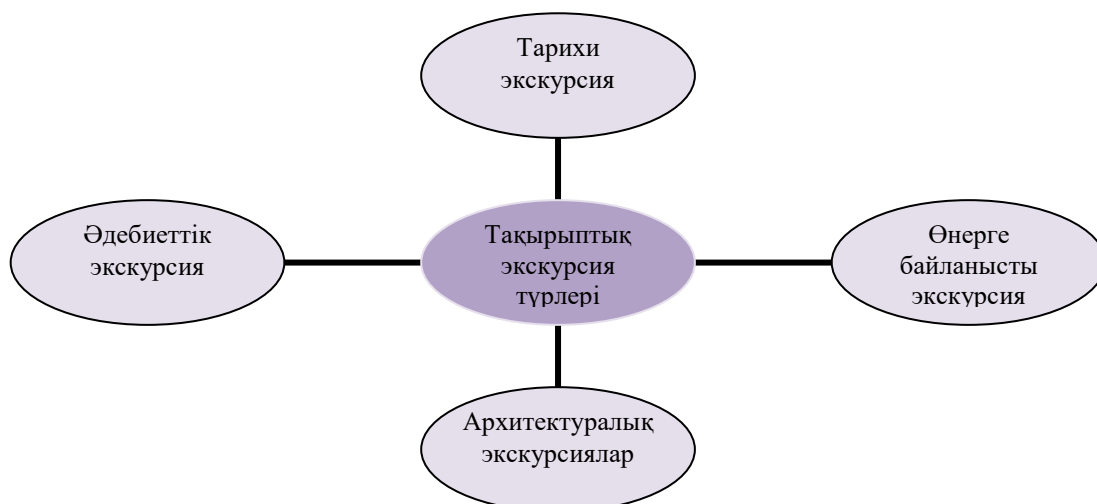 Тарихи
экскурсия
Әдебиеттік
экскурсия
Тақырыптық
экскурсия
түрлері
Өнерге
байланысты
экскурсия
Архитектуралық
экскурсиялар